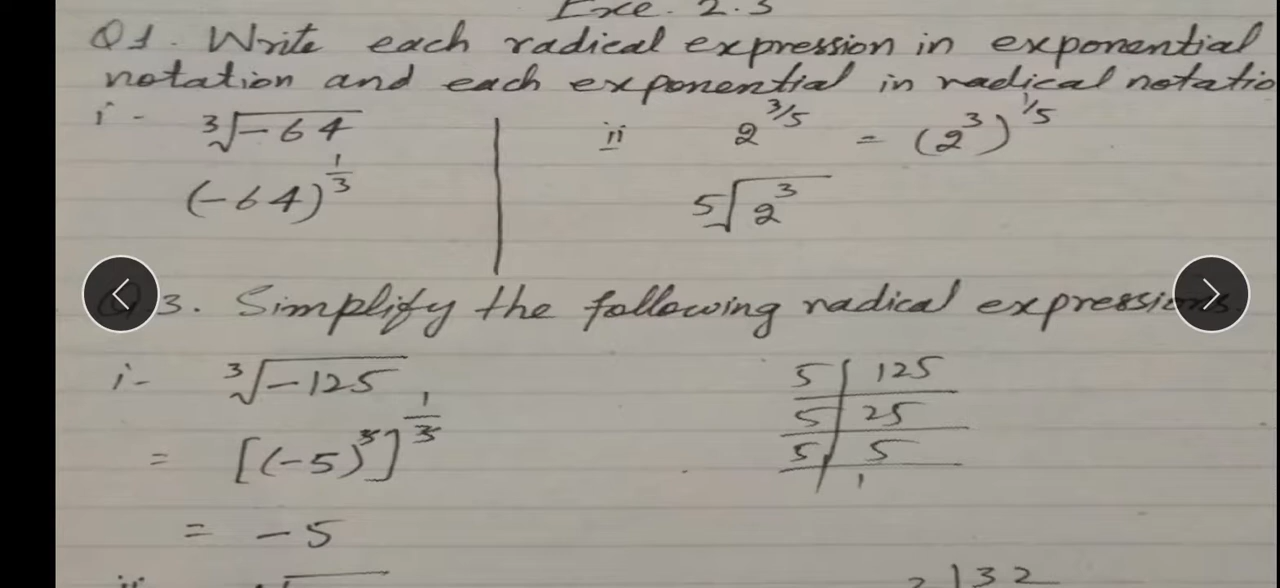 Exe. 2.3
Q1. Write each radical expression in exponential
notation and each exponential in radical notatio
i- ∛-64
(-64)^1/3
ii 2^3/5 = (2^3)^1/5
5√2^3
3. Simplify the following radical expressions.
i- ∛-125
= [(-5)^3]^1/3
= -5
5 | 125
5 | 25
5 | 5
1
2 | 32